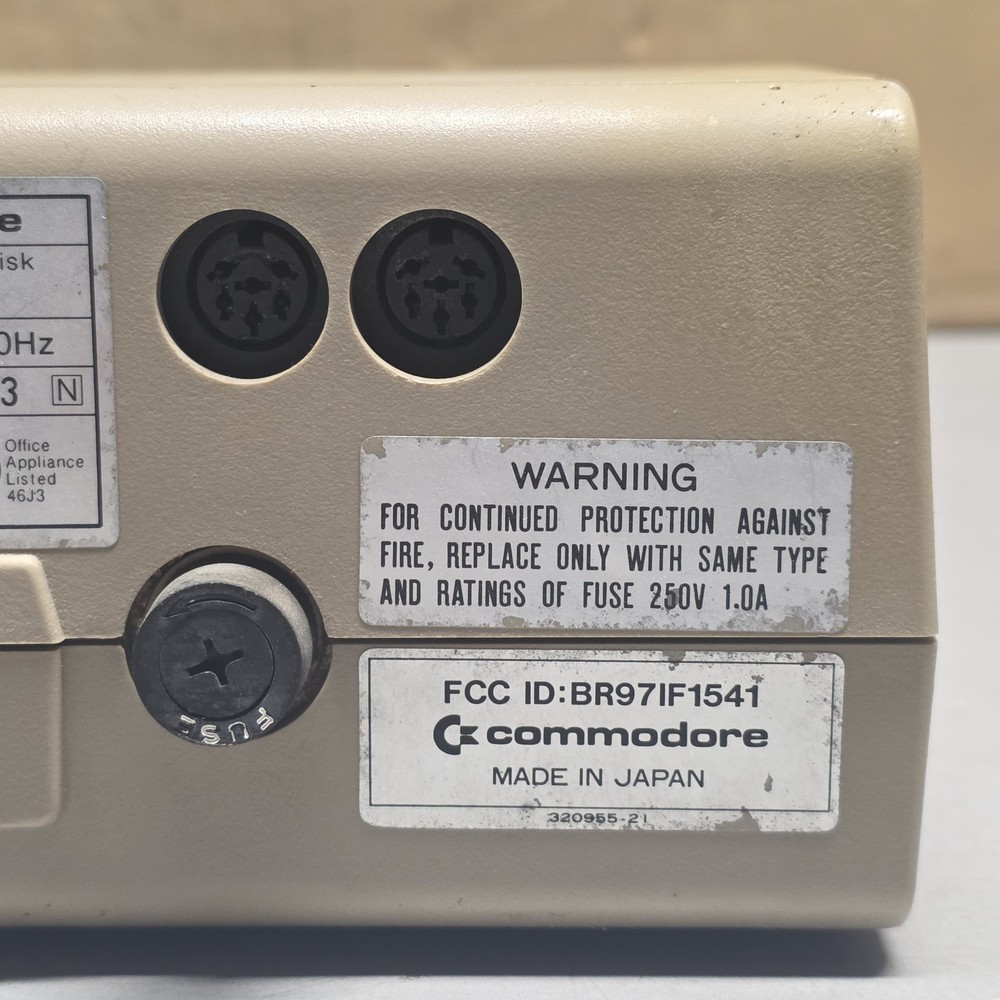 e
isk
0Hz
3 N
Office
Appliance
Listed
46J3
WARNING
FOR CONTINUED PROTECTION AGAINST
FIRE, REPLACE ONLY WITH SAME TYPE
AND RATINGS OF FUSE 250V 1.0A
FUSE
FCC ID:BR97IF1541
commodore
MADE IN JAPAN
320955-21